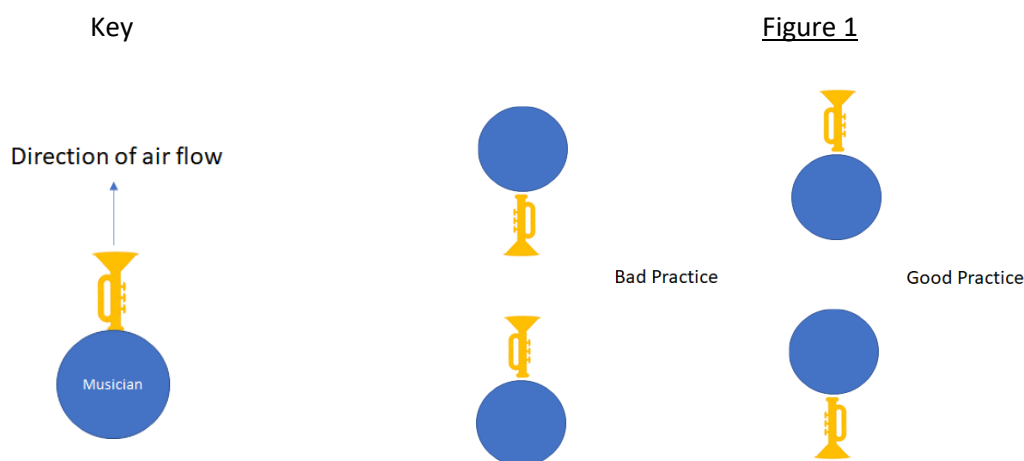 Key
Figure 1
Direction of air flow
Bad Practice
Good Practice
Musician